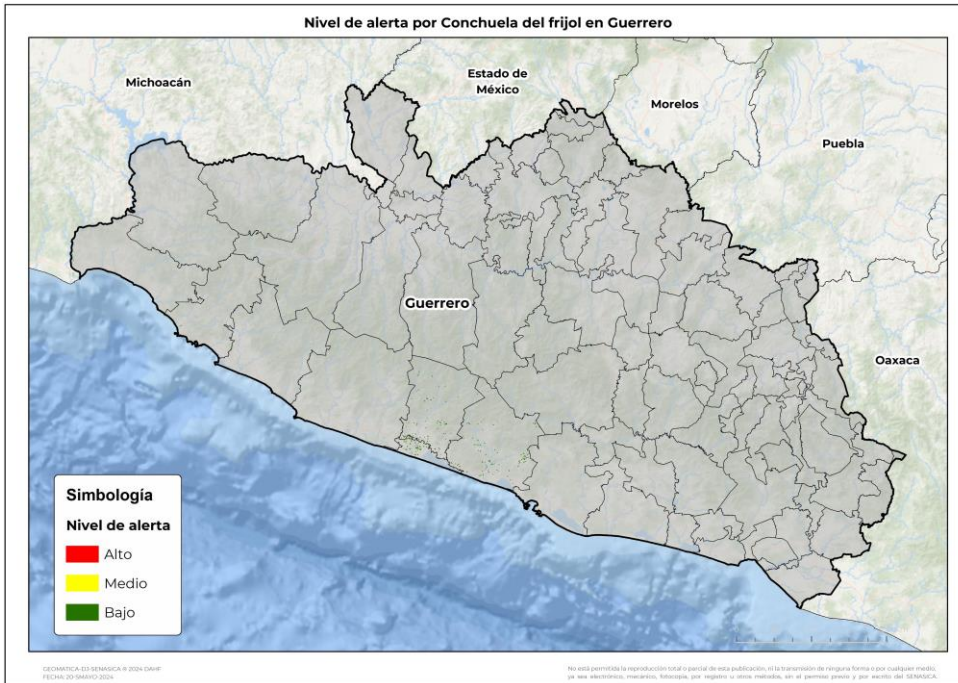 Nivel de alerta por Conchuela del frijol en Guerrero
Michoacán
Estado de
México
Morelos
Puebla
Guerrero
Oaxaca
Simbología
Nivel de alerta
Alto
Medio
Bajo
GEOMATICA-DJ-SENASICA ® 2024 DAHF.
FECHA: 20-5MAYO-2024
No está permitida la reproducción total o parcial de esta publicación, ni la transmisión de ninguna forma o por cualquier medio,
ya sea electrónico, mecánico, fotocopia, por registro u otros métodos, sin el permiso previo y por escrito del SENASICA.